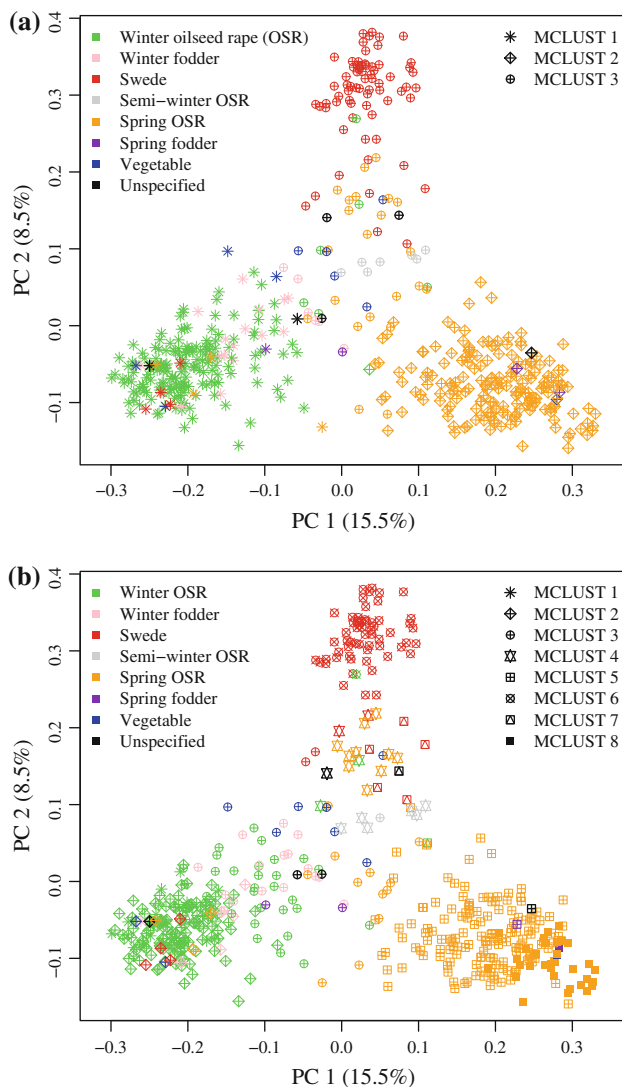 (a)
Winter oilseed rape (OSR)
Winter fodder
Swede
Semi−winter OSR
Spring OSR
Spring fodder
Vegetable
Unspecified
MCLUST 1
MCLUST 2
MCLUST 3
0.4
0.3
0.2
0.1
0.0
−0.1
PC 2 (8.5%)
−0.3 −0.2 −0.1 0.0 0.1 0.2 0.3
PC 1 (15.5%)
(b)
Winter OSR
Winter fodder
Swede
Semi−winter OSR
Spring OSR
Spring fodder
Vegetable
Unspecified
MCLUST 1
MCLUST 2
MCLUST 3
MCLUST 4
MCLUST 5
MCLUST 6
MCLUST 7
MCLUST 8
0.4
0.3
0.2
0.1
0.0
−0.1
PC 2 (8.5%)
−0.3 −0.2 −0.1 0.0 0.1 0.2 0.3
PC 1 (15.5%)